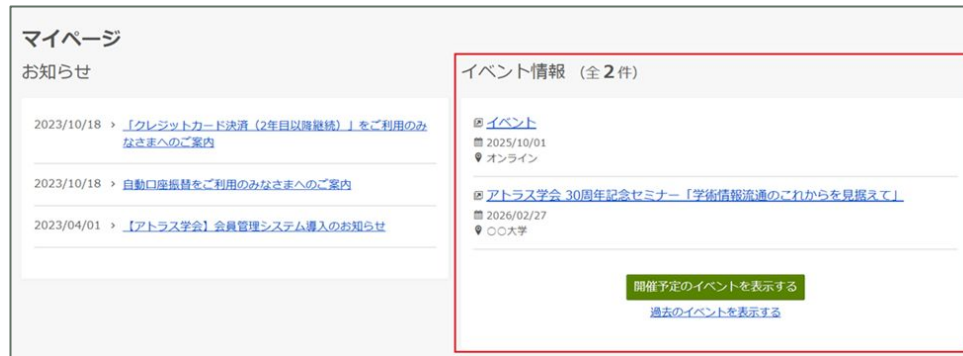 マイページ
お知らせ
2023/10/18 › 「クレジットカード決済（2年目以降継続）」をご利用のみ
なさまへのご案内
2023/10/18 › 自動口座振替をご利用のみなさまへのご案内
2023/04/01 › 【アトラス学会】会員管理システム導入のお知らせ
イベント情報 （全2件）
イベント
2025/10/01
オンライン
アトラス学会 30周年記念セミナー「学術情報流通のこれからを見据えて」
2026/02/27
○○大学
開催予定のイベントを表示する
過去のイベントを表示する